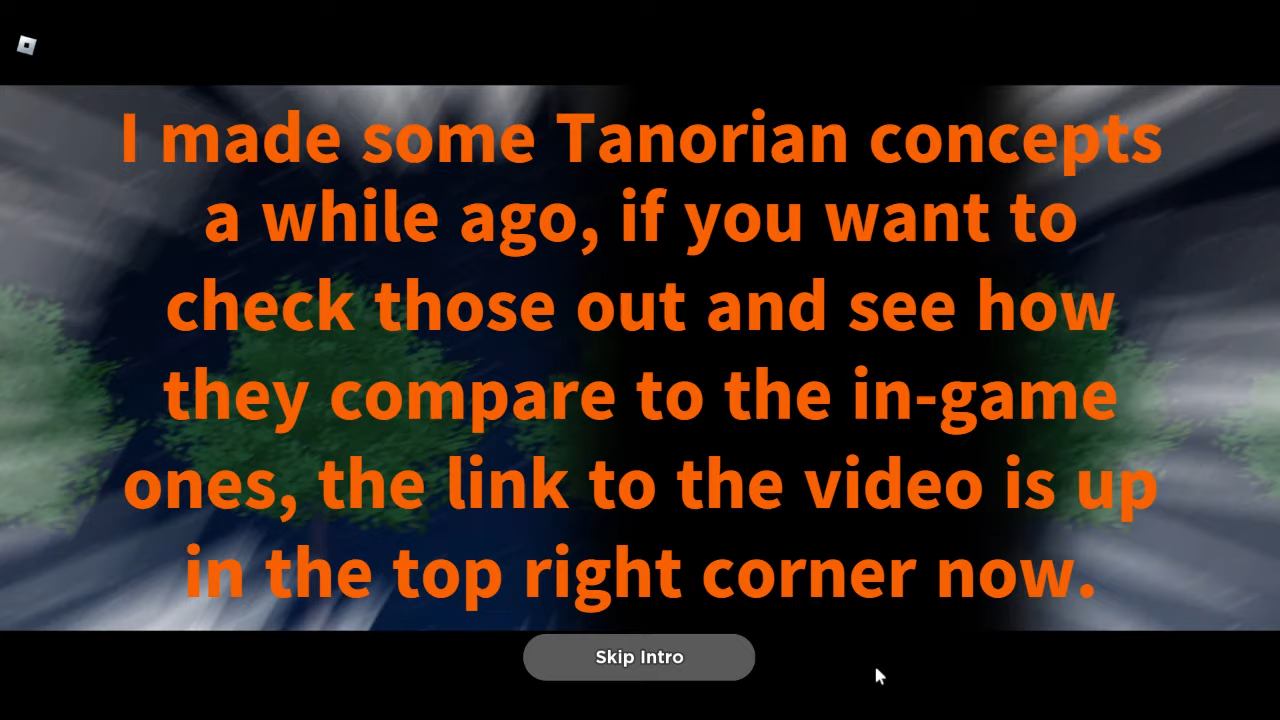 I made some Tanorian concepts
a while ago, if you want to
check those out and see how
they compare to the in-game
ones, the link to the video is up
in the top right corner now.
Skip Intro